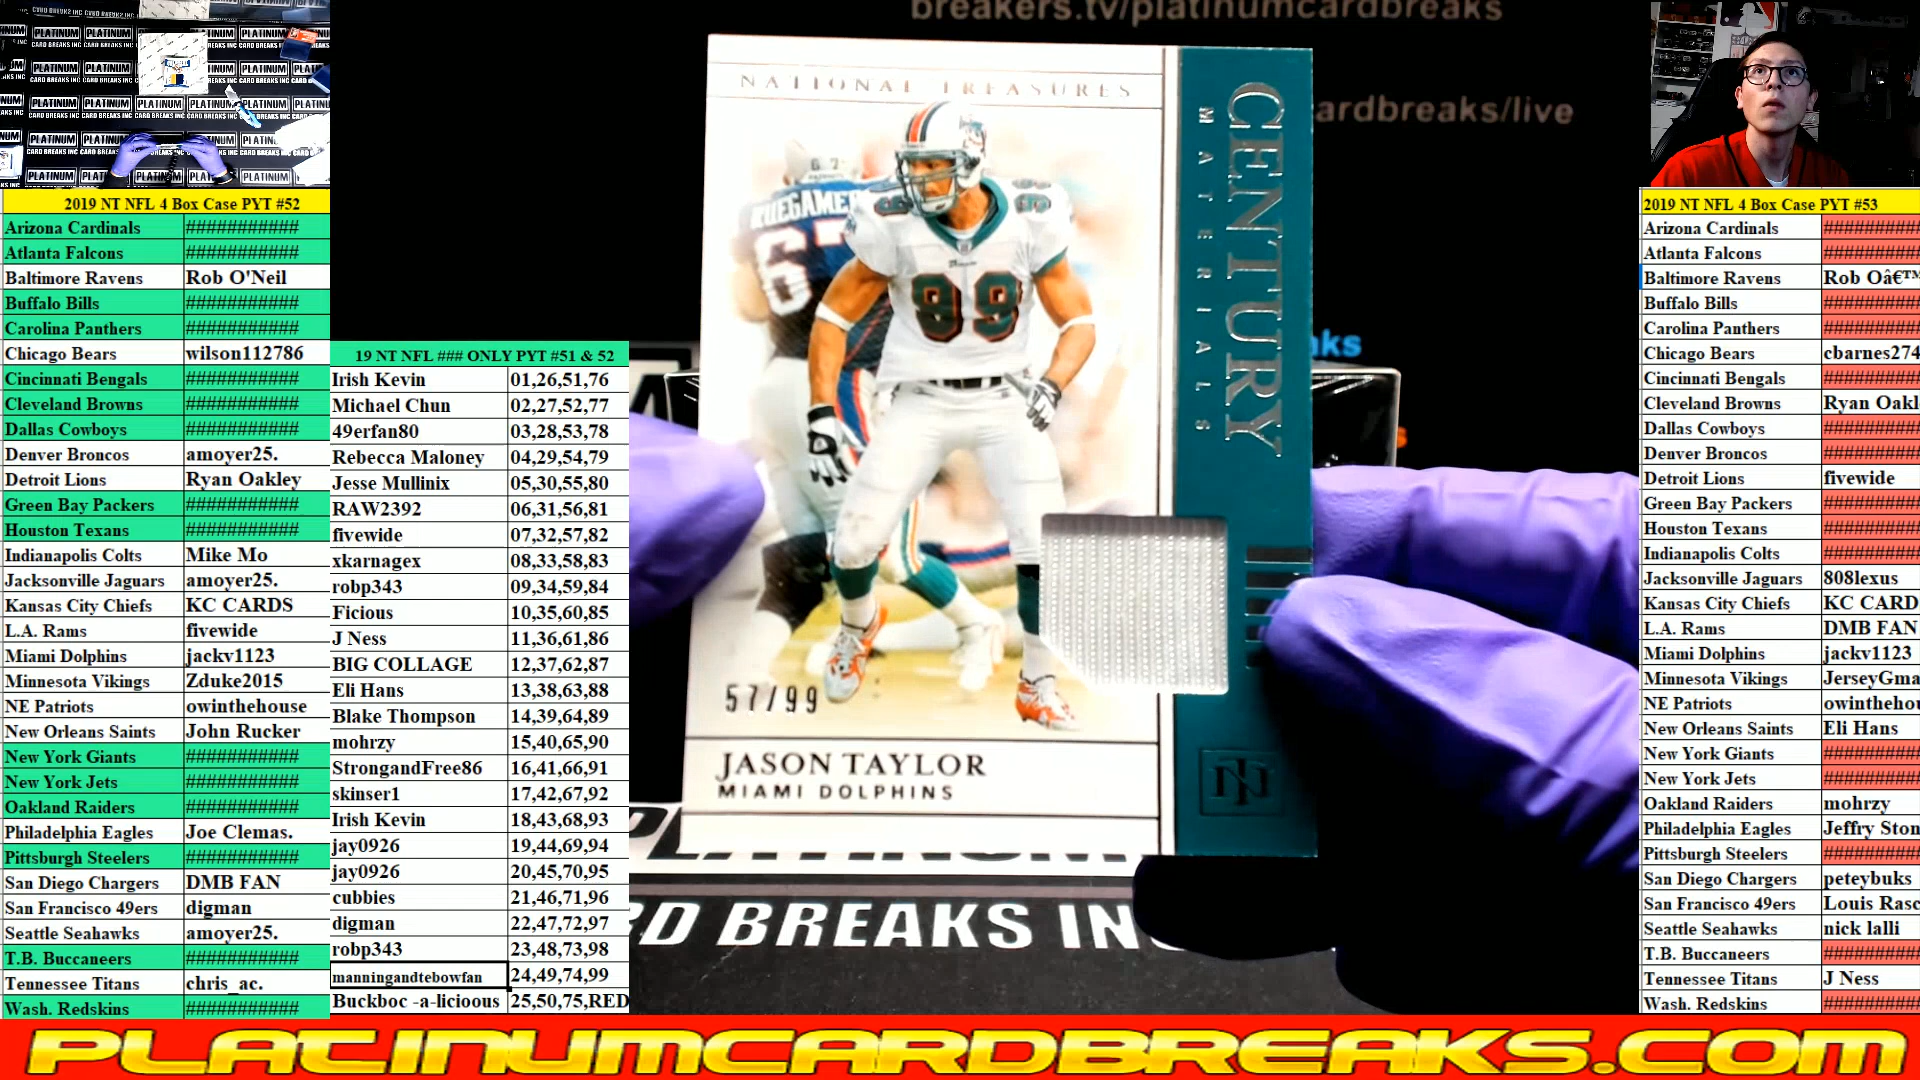 breakers.tv/platinumcardbreaks
ardbreaks/live
NATIONAL TREASURES
CENTURY
MATERIALS
99
67
57/99
JASON TAYLOR
MIAMI DOLPHINS
NT
CARD BREAKS INC
2019 NT NFL 4 Box Case PYT #52
Arizona Cardinals ###########
Atlanta Falcons ###########
Baltimore Ravens Rob O'Neil
Buffalo Bills ###########
Carolina Panthers ###########
Chicago Bears wilson112786
Cincinnati Bengals ###########
Cleveland Browns ###########
Dallas Cowboys ###########
Denver Broncos amoyer25.
Detroit Lions Ryan Oakley
Green Bay Packers ###########
Houston Texans ###########
Indianapolis Colts Mike Mo
Jacksonville Jaguars amoyer25.
Kansas City Chiefs KC CARDS
L.A. Rams fivewide
Miami Dolphins jackv1123
Minnesota Vikings Zduke2015
NE Patriots owinthehouse
New Orleans Saints John Rucker
New York Giants ###########
New York Jets ###########
Oakland Raiders ###########
Philadelphia Eagles Joe Clemas.
Pittsburgh Steelers ###########
San Diego Chargers DMB FAN
San Francisco 49ers digman
Seattle Seahawks amoyer25.
T.B. Buccaneers ###########
Tennessee Titans chris_ac.
Wash. Redskins ###########
19 NT NFL ### ONLY PYT #51 & 52
Irish Kevin 01,26,51,76
Michael Chun 02,27,52,77
49erfan80 03,28,53,78
Rebecca Maloney 04,29,54,79
Jesse Mullinix 05,30,55,80
RAW2392 06,31,56,81
fivewide 07,32,57,82
xkarnagex 08,33,58,83
robp343 09,34,59,84
Ficious 10,35,60,85
J Ness 11,36,61,86
BIG COLLAGE 12,37,62,87
Eli Hans 13,38,63,88
Blake Thompson 14,39,64,89
mohrzy 15,40,65,90
StrongandFree86 16,41,66,91
skinser1 17,42,67,92
Irish Kevin 18,43,68,93
jay0926 19,44,69,94
jay0926 20,45,70,95
cubbies 21,46,71,96
digman 22,47,72,97
robp343 23,48,73,98
manningandtebowfan 24,49,74,99
Buckboc -a-licioous 25,50,75,RED
2019 NT NFL 4 Box Case PYT #53
Arizona Cardinals ##########
Atlanta Falcons ##########
Baltimore Ravens Rob Oâ€™
Buffalo Bills ##########
Carolina Panthers ##########
Chicago Bears cbarnes274
Cincinnati Bengals ##########
Cleveland Browns Ryan Oakl
Dallas Cowboys ##########
Denver Broncos ##########
Detroit Lions fivewide
Green Bay Packers ##########
Houston Texans ##########
Indianapolis Colts ##########
Jacksonville Jaguars 808lexus
Kansas City Chiefs KC CARD
L.A. Rams DMB FAN
Miami Dolphins jackv1123
Minnesota Vikings JerseyGma
NE Patriots owinthehou
New Orleans Saints Eli Hans
New York Giants ##########
New York Jets ##########
Oakland Raiders mohrzy
Philadelphia Eagles Jeffry Ston
Pittsburgh Steelers ##########
San Diego Chargers peteybuks
San Francisco 49ers Louis Rasc
Seattle Seahawks nick lalli
T.B. Buccaneers ##########
Tennessee Titans J Ness
Wash. Redskins ##########
PLATINUMCARDBREAKS.COM